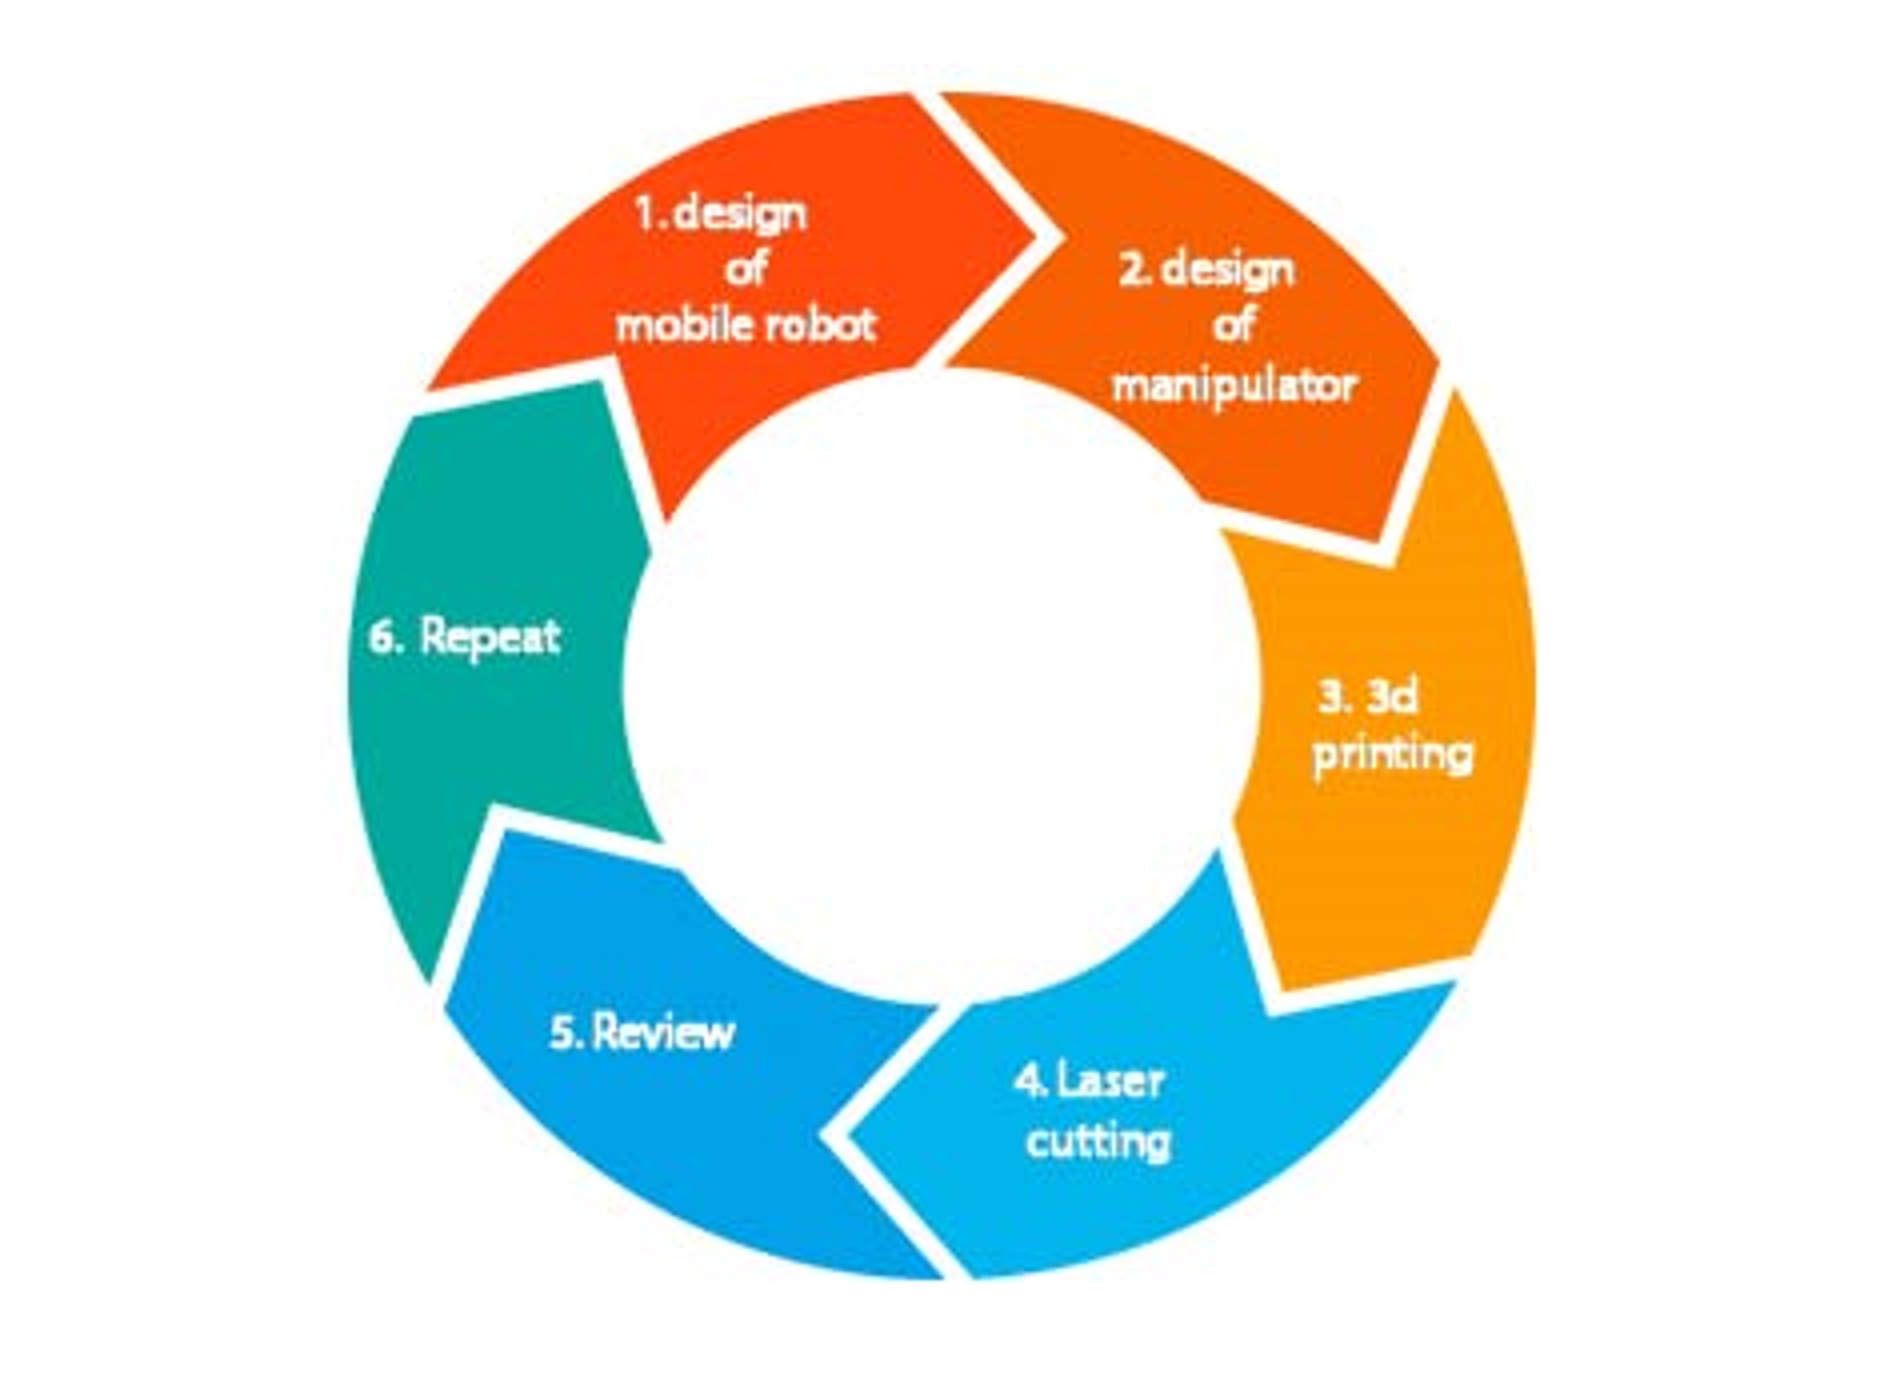 1. design
of
mobile robot
2. design
of
manipulator
3. 3d
printing
4. Laser
cutting
5. Review
6. Repeat